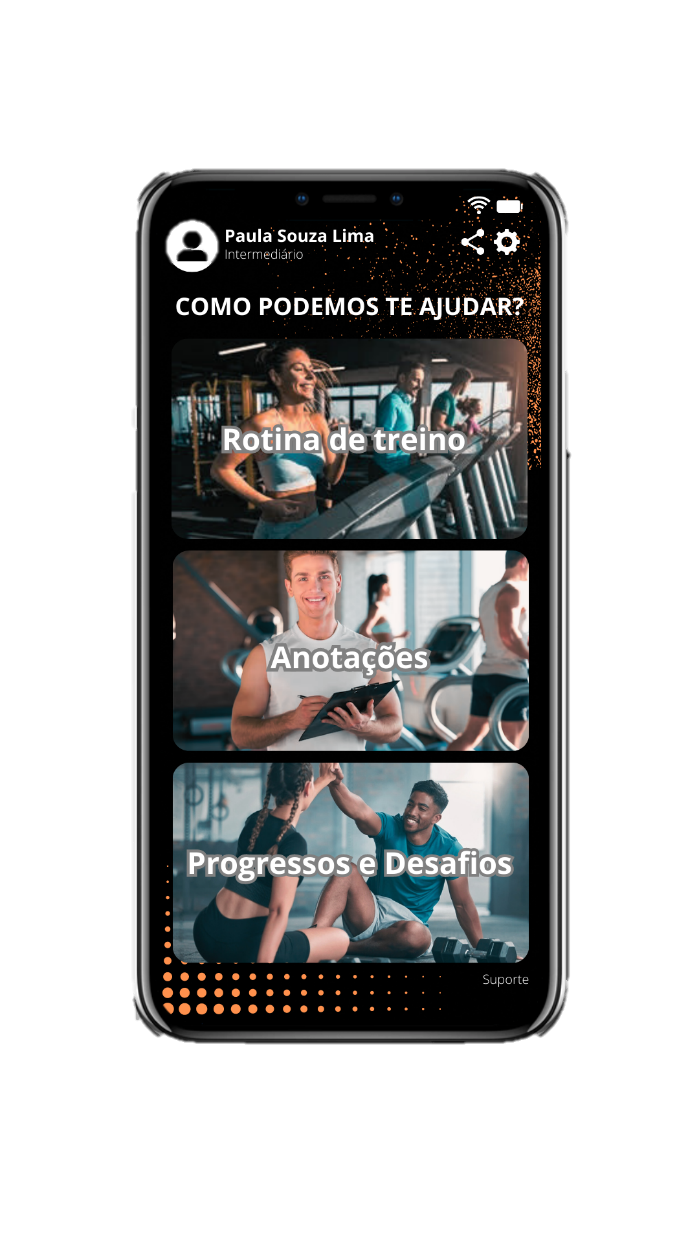 Paula Souza Lima
Intermediário
COMO PODEMOS TE AJUDAR?
Rotina de treino
Anotações
Progressos e Desafios
Suporte